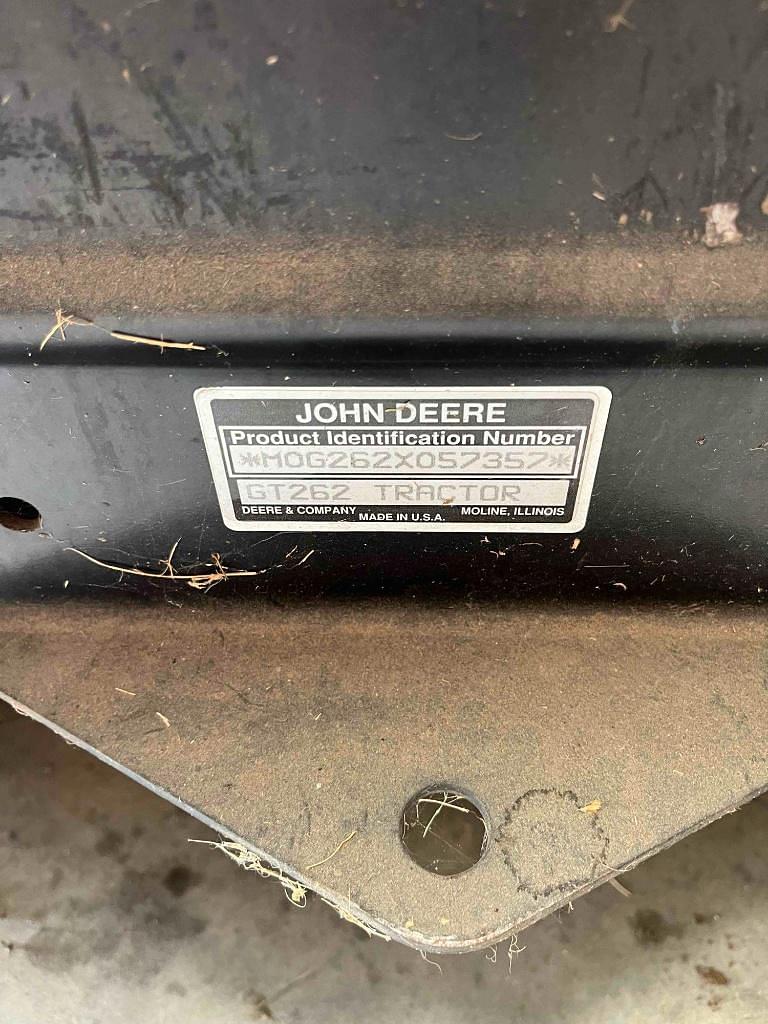 JOHN DEERE
Product Identification Number
*M0G262X057357*
GT262 TRACTOR
DEERE & COMPANY MADE IN U.S.A. MOLINE, ILLINOIS